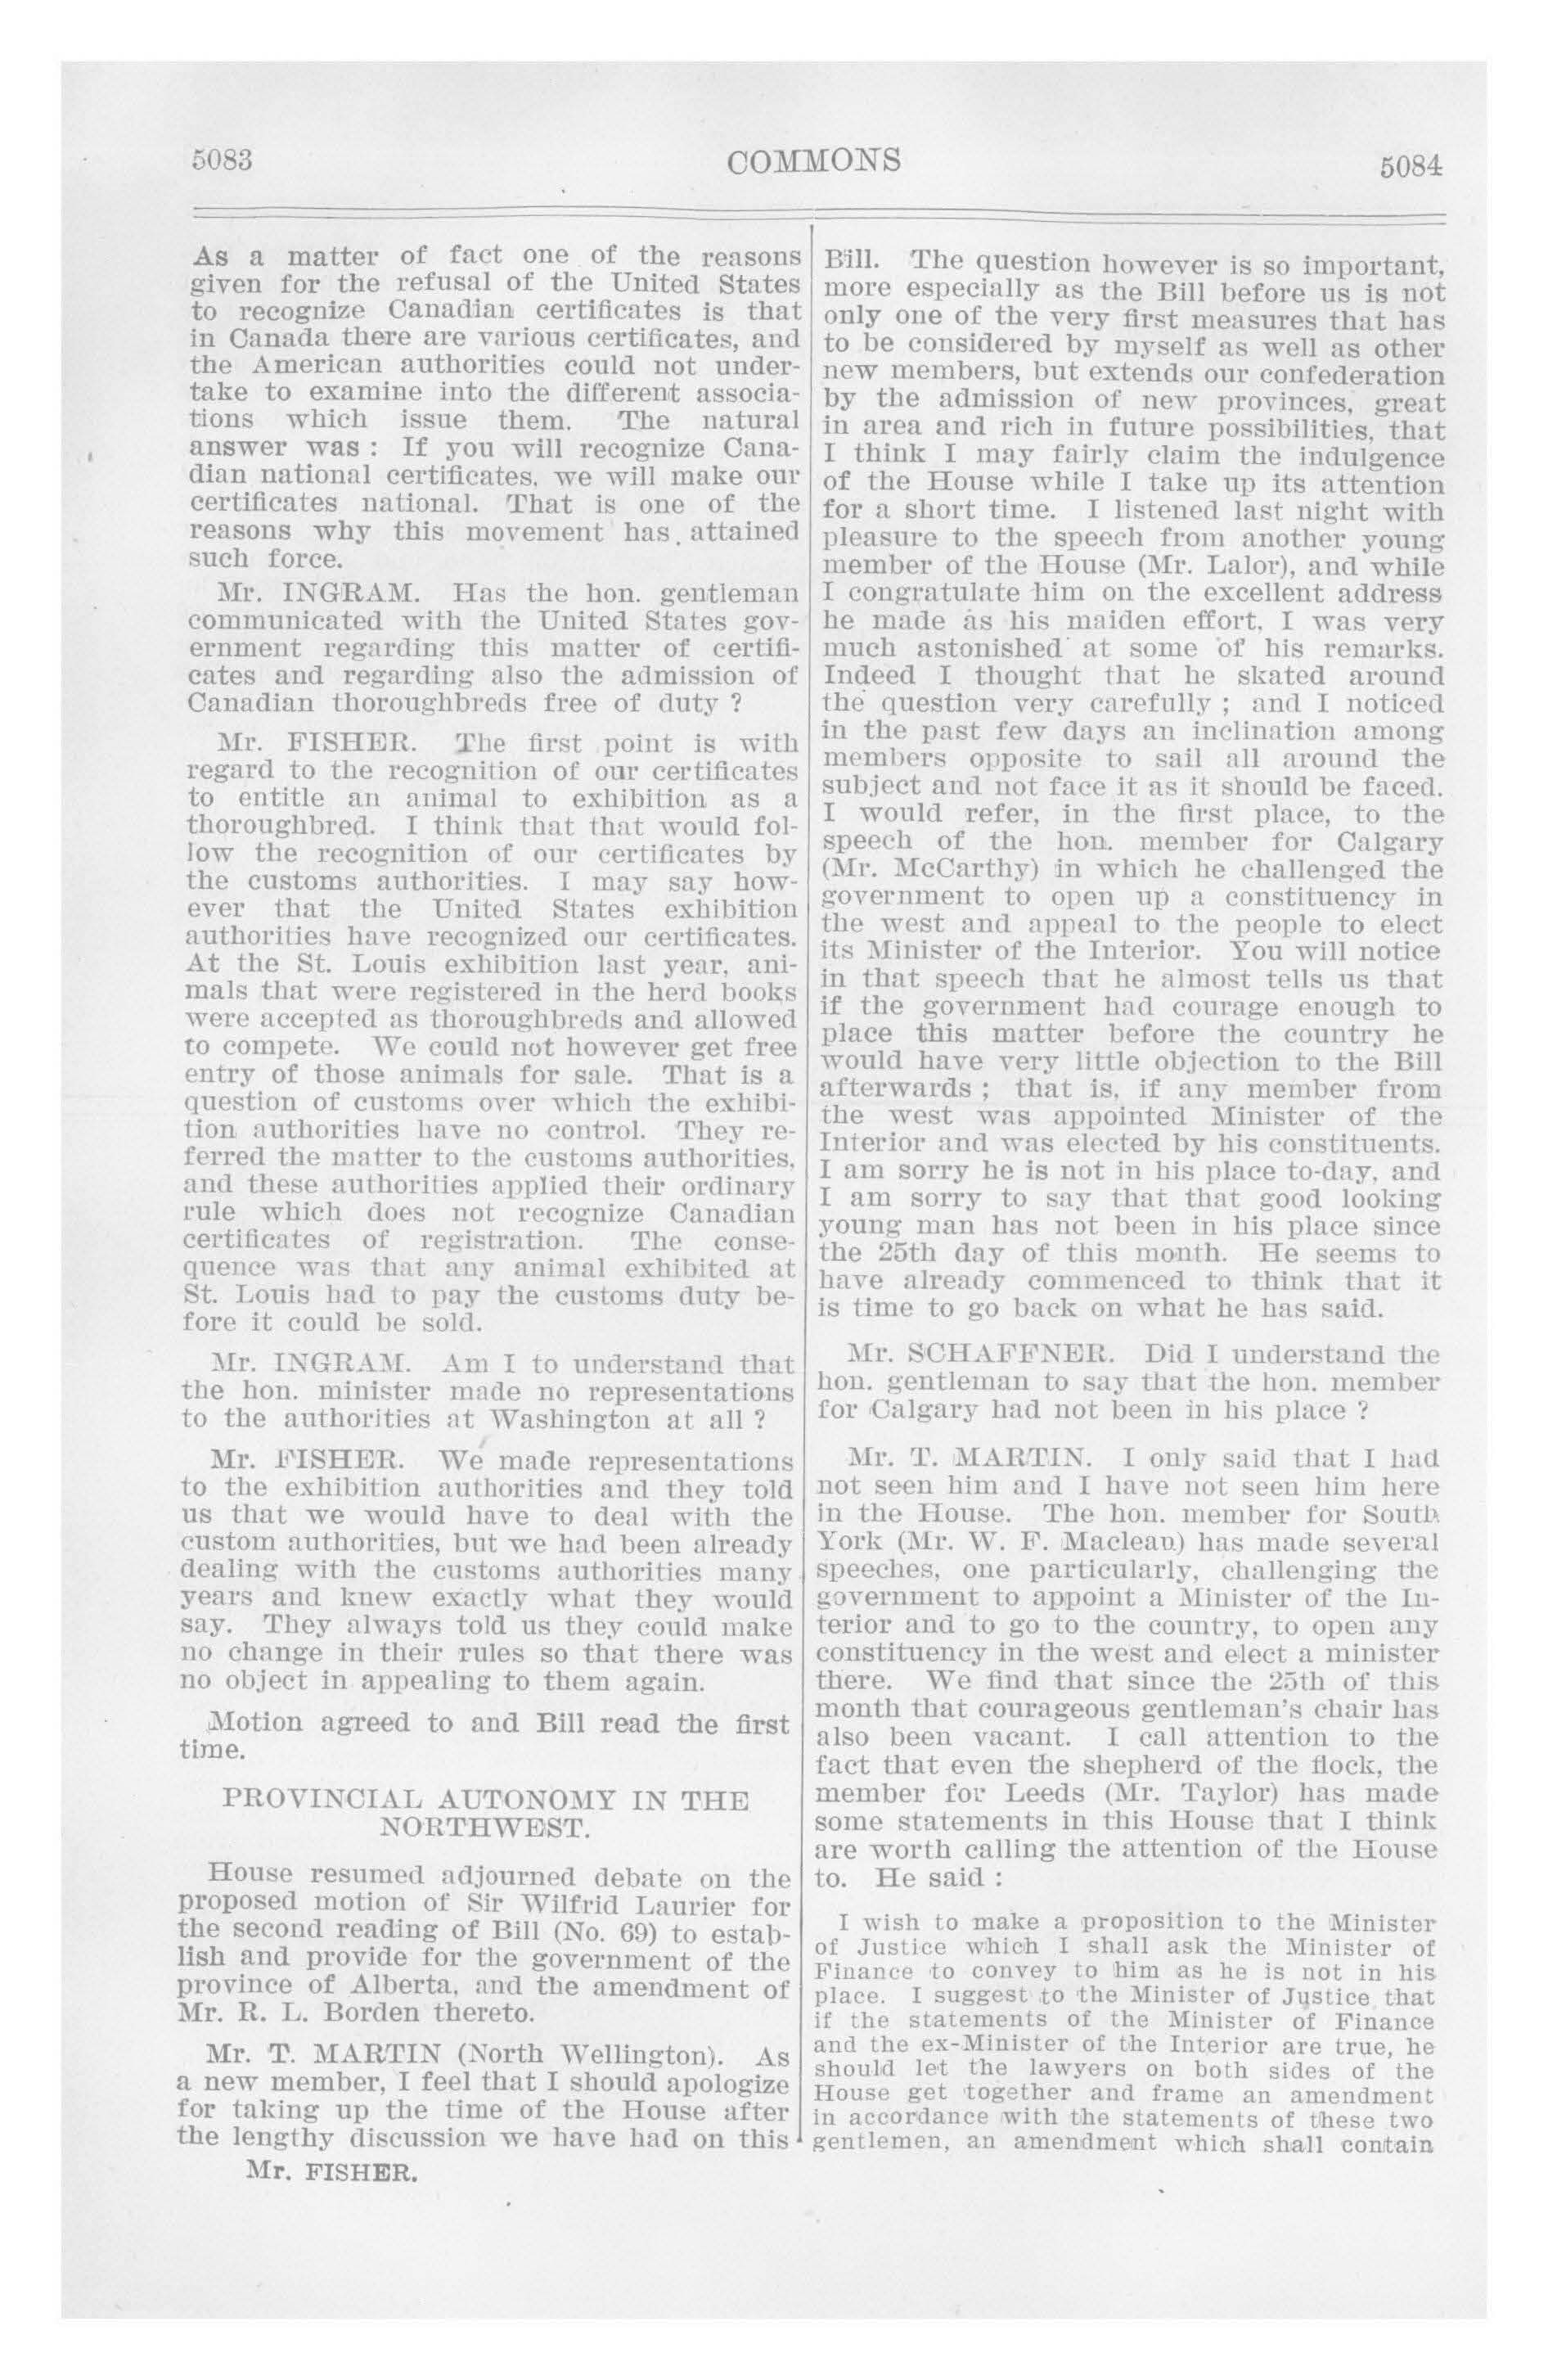 5083
COMMONS
5084
As a matter of fact one of the reasons
given for the refusal of the United States
to recognize Canadian certificates is that
in Canada there are various certificates, and
the American authorities could not under-
take to examine into the different associa-
tions which issue them. The natural
answer was : If you will recognize Cana-
dian national certificates, we will make our
certificates national. That is one of the
reasons why this movement has attained
such force.
Mr. INGRAM. Has the hon. gentleman
communicated with the United States gov-
ernment regarding this matter of certifi-
cates and regarding also the admission of
Canadian thoroughbreds free of duty ?
Mr. FISHER. The first point is with
regard to the recognition of our certificates
to entitle an animal to exhibition as a
thoroughbred. I think that that would fol-
low the recognition of our certificates by
the customs authorities. I may say how-
ever that the United States exhibition
authorities have recognized our certificates.
At the St. Louis exhibition last year, ani-
mals that were registered in the herd books
were accepted as thoroughbreds and allowed
to compete. We could not however get free
entry of those animals for sale. That is a
question of customs over which the exhibi-
tion authorities have no control. They re-
ferred the matter to the customs authorities,
and these authorities applied their ordinary
rule which does not recognize Canadian
certificates of registration. The conse-
quence was that any animal exhibited at
St. Louis had to pay the customs duty be-
fore it could be sold.
Mr. INGRAM. Am I to understand that
the hon. minister made no representations
to the authorities at Washington at all ?
Mr. FISHER. We made representations
to the exhibition authorities and they told
us that we would have to deal with the
custom authorities, but we had been already
dealing with the customs authorities many
years and knew exactly what they would
say. They always told us they could make
no change in their rules so that there was
no object in appealing to them again.
Motion agreed to and Bill read the first
time.
PROVINCIAL AUTONOMY IN THE
NORTHWEST.
House resumed adjourned debate on the
proposed motion of Sir Wilfrid Laurier for
the second reading of Bill (No. 69) to estab-
lish and provide for the government of the
province of Alberta, and the amendment of
Mr. R. L. Borden thereto.
Mr. T. MARTIN (North Wellington). As
a new member, I feel that I should apologize
for taking up the time of the House after
the lengthy discussion we have had on this
Mr. FISHER.
Bill. The question however is so important,
more especially as the Bill before us is not
only one of the very first measures that has
to be considered by myself as well as other
new members, but extends our confederation
by the admission of new provinces, great
in area and rich in future possibilities, that
I think I may fairly claim the indulgence
of the House while I take up its attention
for a short time. I listened last night with
pleasure to the speech from another young
member of the House (Mr. Lalor), and while
I congratulate him on the excellent address
he made as his maiden effort, I was very
much astonished at some of his remarks.
Indeed I thought that he skated around
the question very carefully ; and I noticed
in the past few days an inclination among
members opposite to sail all around the
subject and not face it as it should be faced.
I would refer, in the first place, to the
speech of the hon. member for Calgary
(Mr. McCarthy) in which he challenged the
government to open up a constituency in
the west and appeal to the people to elect
its Minister of the Interior. You will notice
in that speech that he almost tells us that
if the government had courage enough to
place this matter before the country he
would have very little objection to the Bill
afterwards ; that is, if any member from
the west was appointed Minister of the
Interior and was elected by his constituents.
I am sorry he is not in his place to-day, and
I am sorry to say that that good looking
young man has not been in his place since
the 25th day of this month. He seems to
have already commenced to think that it
is time to go back on what he has said.
Mr. SCHAFFNER. Did I understand the
hon. gentleman to say that the hon. member
for Calgary had not been in his place ?
Mr. T. MARTIN. I only said that I had
not seen him and I have not seen him here
in the House. The hon. member for South
York (Mr. W. F. Maclean) has made several
speeches, one particularly, challenging the
government to appoint a Minister of the In-
terior and to go to the country, to open any
constituency in the west and elect a minister
there. We find that since the 25th of this
month that courageous gentleman's chair has
also been vacant. I call attention to the
fact that even the shepherd of the flock, the
member for Leeds (Mr. Taylor) has made
some statements in this House that I think
are worth calling the attention of the House
to. He said :
I wish to make a proposition to the Minister
of Justice which I shall ask the Minister of
Finance to convey to him as he is not in his
place. I suggest to the Minister of Justice that
if the statements of the Minister of Finance
and the ex-Minister of the Interior are true, he
should let the lawyers on both sides of the
House get together and frame an amendment
in accordance with the statements of these two
gentlemen, an amendment which shall contain